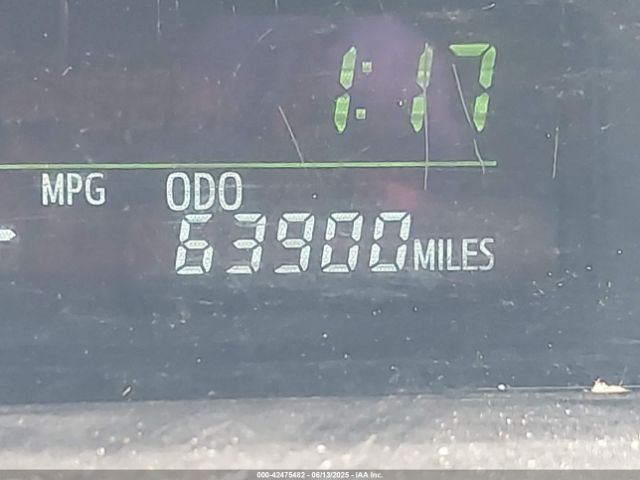 1:17
MPG ODO
63900 MILES
000-42475482 - 06/13/2025 - IAA Inc.